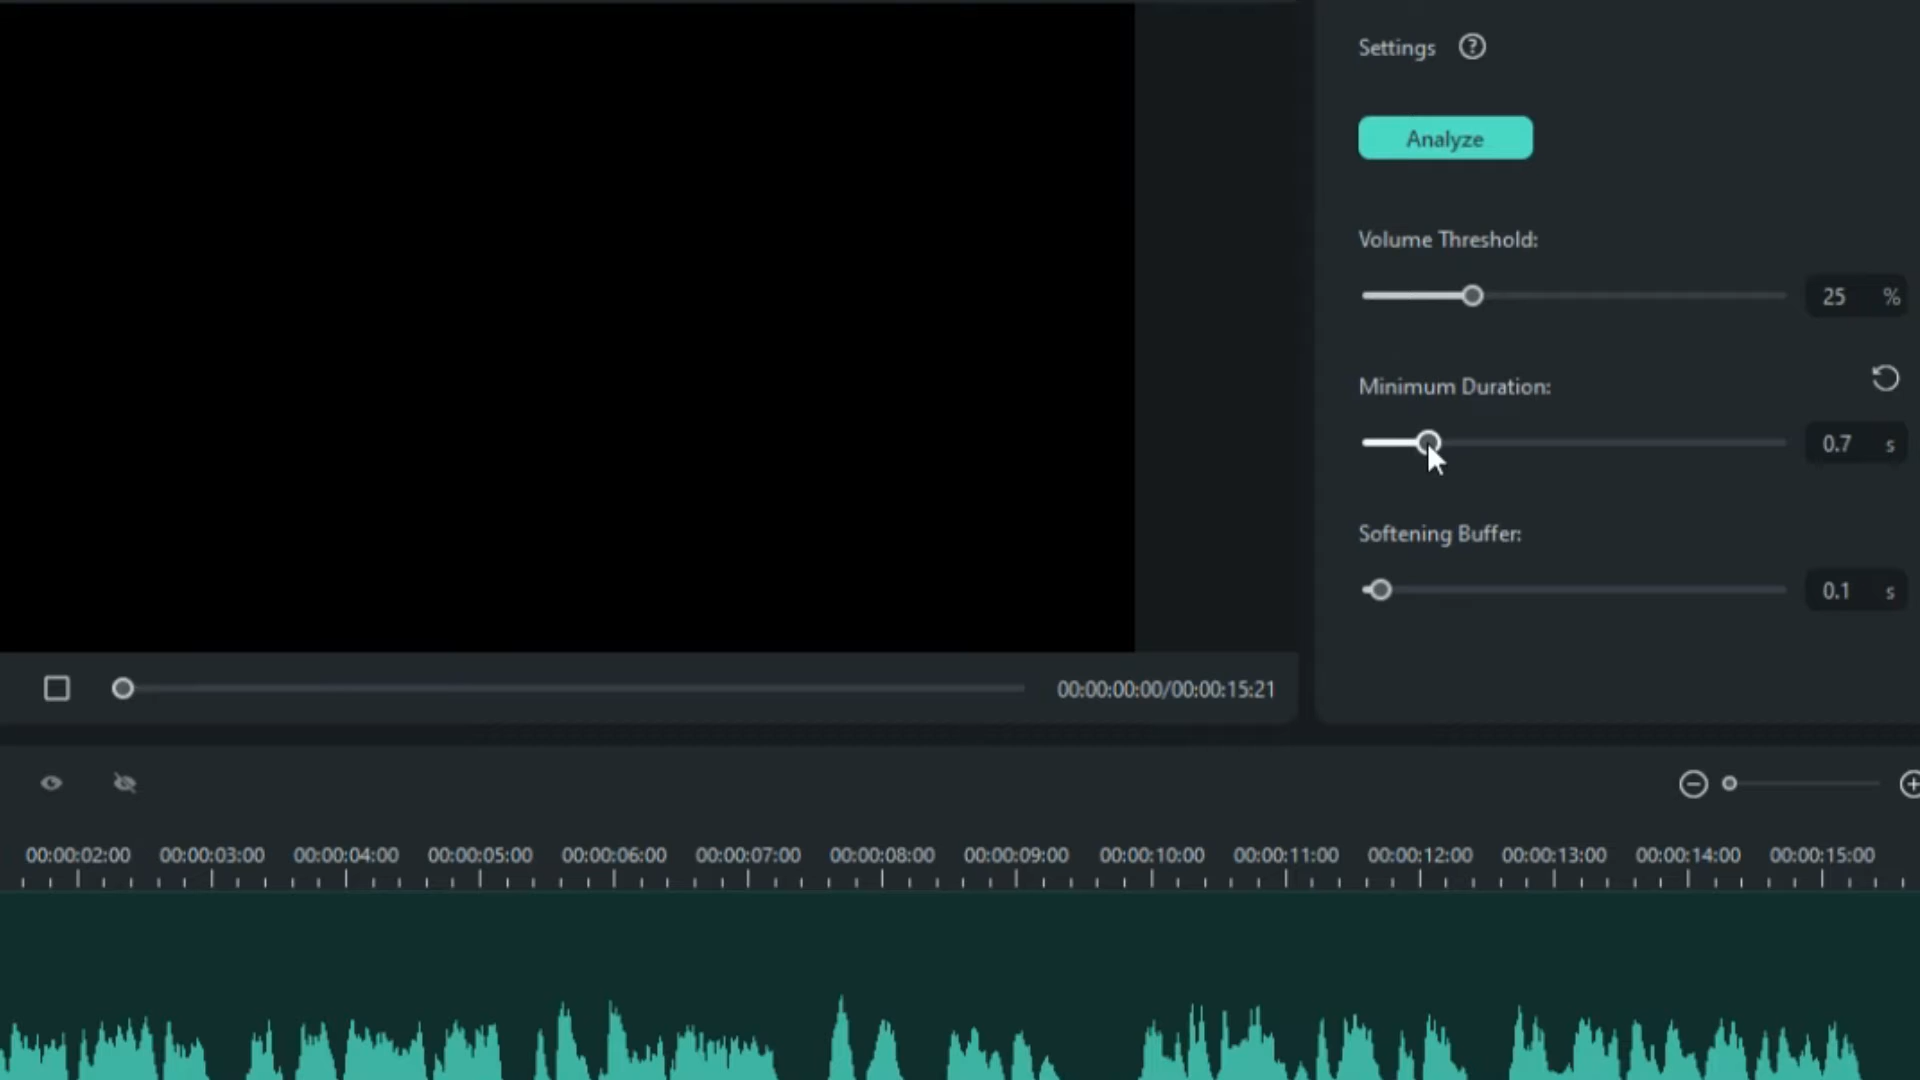 Settings ?
Analyze
Volume Threshold:
25 %
Minimum Duration:
0.7 s
Softening Buffer:
0.1 s
00:00:00:00/00:00:15:21
00:00:02:00 00:00:03:00 00:00:04:00 00:00:05:00 00:00:06:00 00:00:07:00 00:00:08:00 00:00:09:00 00:00:10:00 00:00:11:00 00:00:12:00 00:00:13:00 00:00:14:00 00:00:15:00